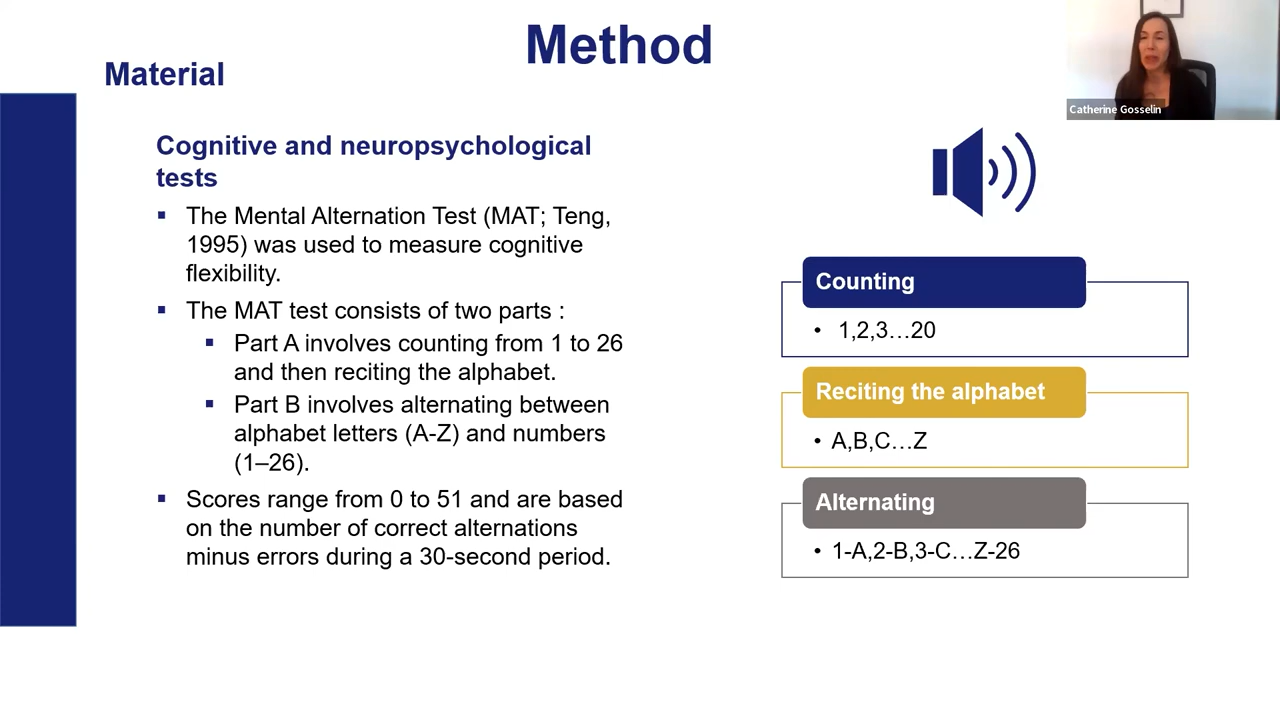 Method
Material
Catherine Gosselin
Cognitive and neuropsychological
tests
▪ The Mental Alternation Test (MAT; Teng,
1995) was used to measure cognitive
flexibility.
▪ The MAT test consists of two parts :
▪ Part A involves counting from 1 to 26
and then reciting the alphabet.
▪ Part B involves alternating between
alphabet letters (A-Z) and numbers
(1–26).
▪ Scores range from 0 to 51 and are based
on the number of correct alternations
minus errors during a 30-second period.
Counting
• 1,2,3…20
Reciting the alphabet
• A,B,C…Z
Alternating
• 1-A,2-B,3-C…Z-26